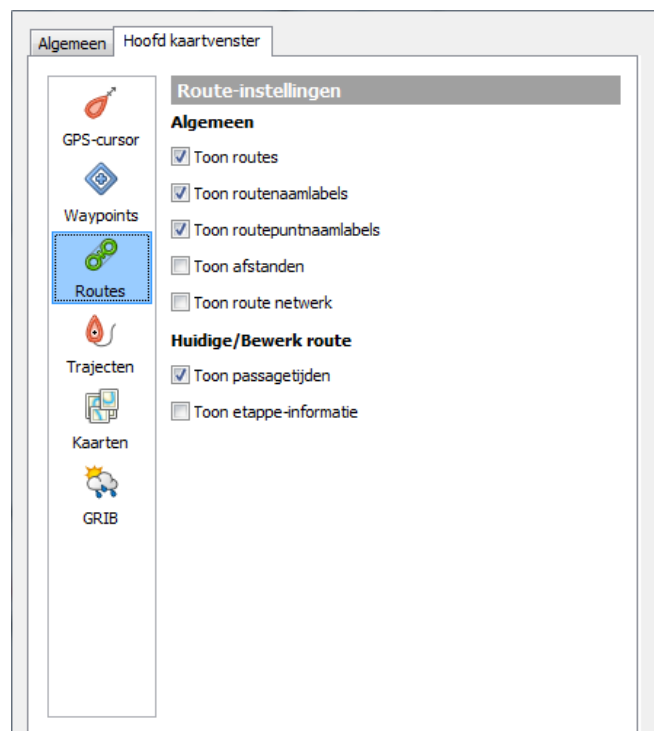 Algemeen
Hoofd kaartvenster
GPS-cursor
Waypoints
Routes
Trajecten
Kaarten
GRIB
Route-instellingen
Algemeen
Toon routes
Toon routenaamlabels
Toon routepuntnaamlabels
Toon afstanden
Toon route netwerk
Huidige/Bewerk route
Toon passagetijden
Toon etappe-informatie